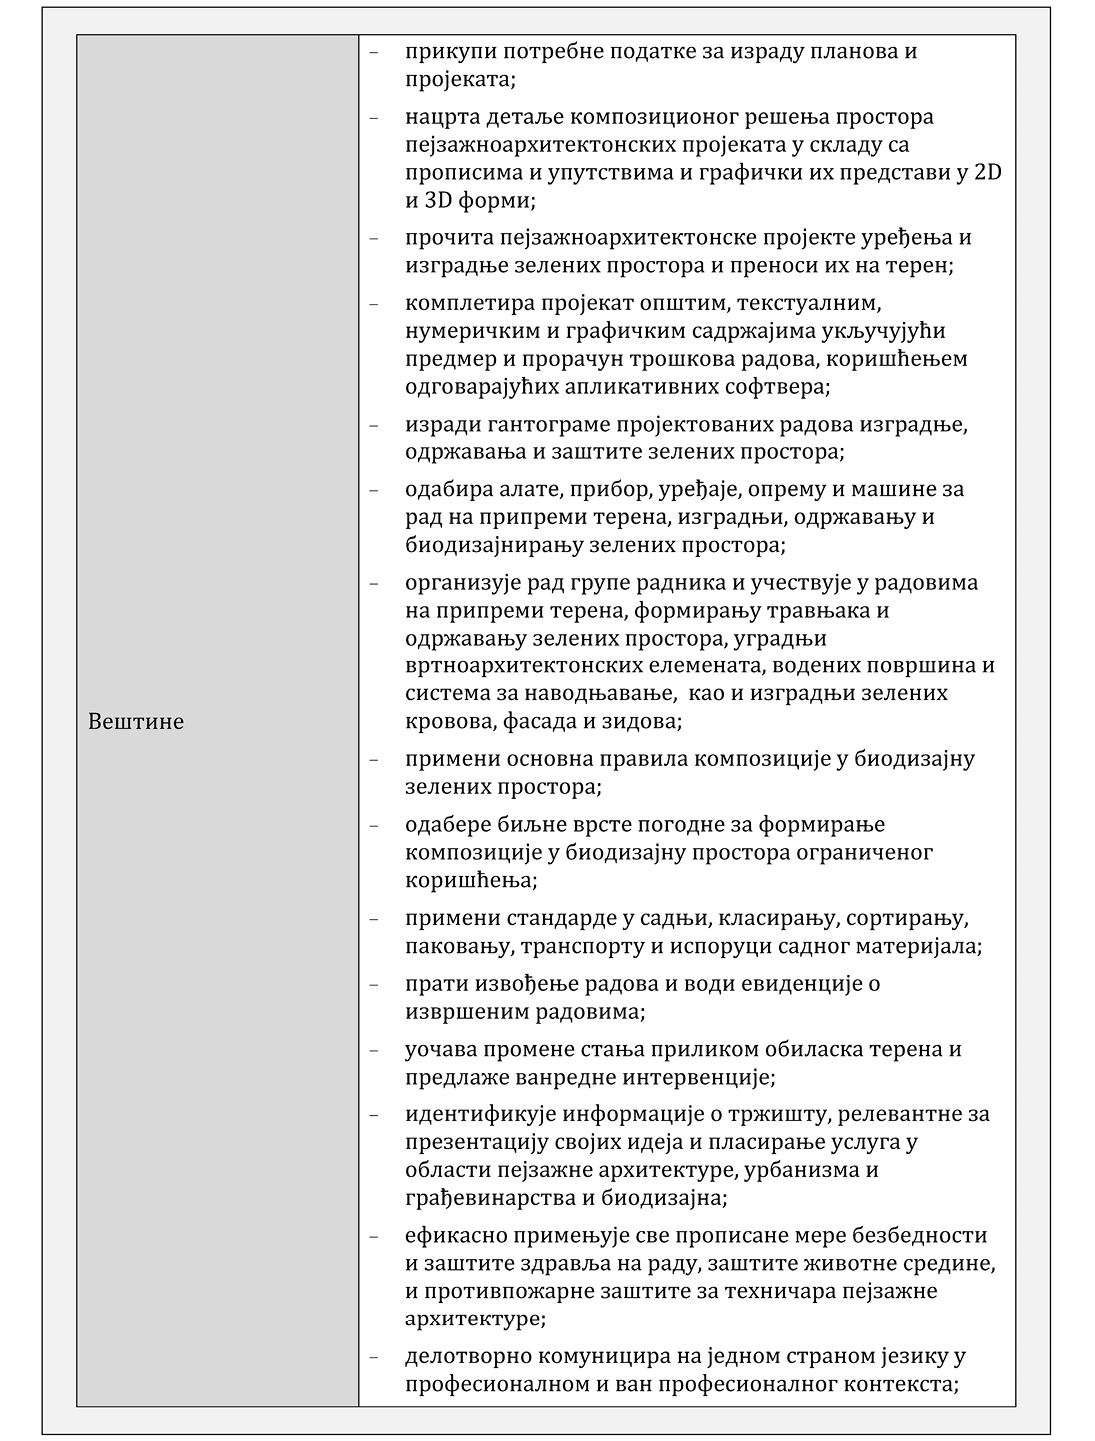 – прикупи потребне податке за израду планова и
пројеката;
– нацрта детаље композиционог решења простора
пејзажноархитектонских пројеката у складу са
прописима и упутствима и графички их представи у 2D
и 3D форми;
– прочита пејзажноархитектонске пројекте уређења и
изградње зелених простора и преноси их на терен;
– комплетира пројекат општим, текстуалним,
нумеричким и графичким садржајима укључујући
предмер и прорачун трошкова радова, коришћењем
одговарајућих апликативних софтвера;
– изради гантограме пројектованих радова изградње,
одржавања и заштите зелених простора;
– одабира алате, прибор, уређаје, опрему и машине за
рад на припреми терена, изградњи, одржавању и
биодизајнирању зелених простора;
– организује рад групе радника и учествује у радовима
на припреми терена, формирању травњака и
одржавању зелених простора, уградњи
вртноархитектонских елемената, водених површина и
система за наводњавање,  као и изградњи зелених
кровова, фасада и зидова;
Вештине
– примени основна правила композиције у биодизајну
зелених простора;
– одабере биљне врсте погодне за формирање
композиције у биодизајну простора ограниченог
коришћења;
– примени стандарде у садњи, класирању, сортирању,
паковању, транспорту и испоруци садног материјала;
– прати извођење радова и води евиденције о
извршеним радовима;
– уочава промене стања приликом обиласка терена и
предлаже ванредне интервенције;
– идентификује информације о тржишту, релевантне за
презентацију својих идеја и пласирање услуга у
области пејзажне архитектуре, урбанизма и
грађевинарства и биодизајна;
– ефикасно примењује све прописане мере безбедности
и заштите здравља на раду, заштите животне средине,
и противпожарне заштите за техничара пејзажне
архитектуре;
– делотворно комуницира на једном страном језику у
професионалном и ван професионалног контекста;